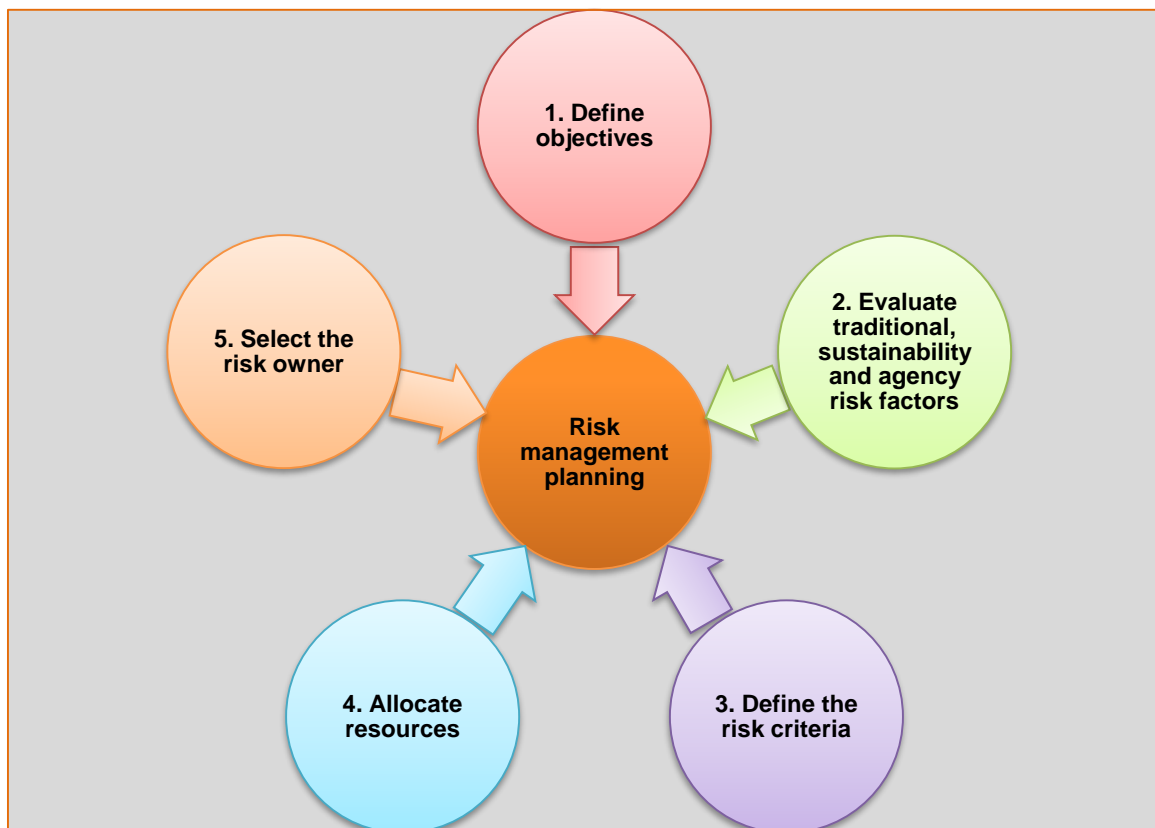 1. Define
objectives
2. Evaluate
traditional,
sustainability
and agency
risk factors
3. Define the
risk criteria
4. Allocate
resources
5. Select the
risk owner
Risk
management
planning